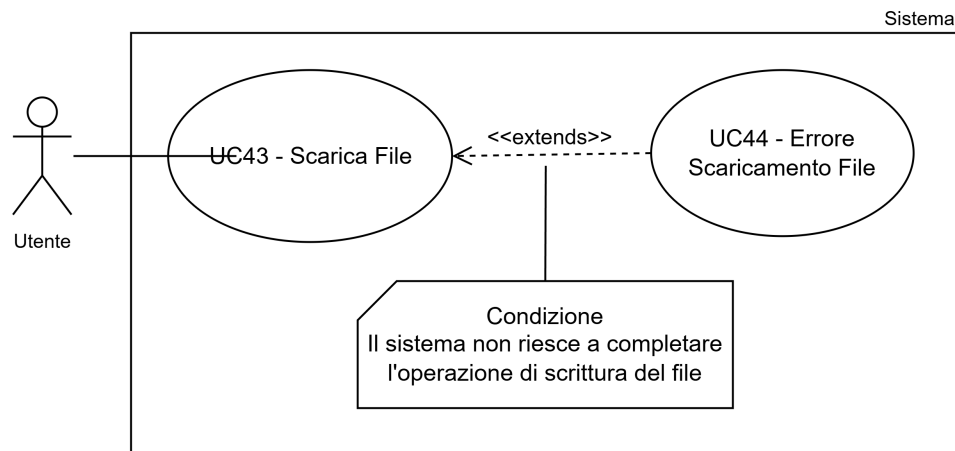 Sistema
UC43 - Scarica File
<<extends>>
UC44 - Errore
Scaricamento File
Utente
Condizione
Il sistema non riesce a completare
l'operazione di scrittura del file